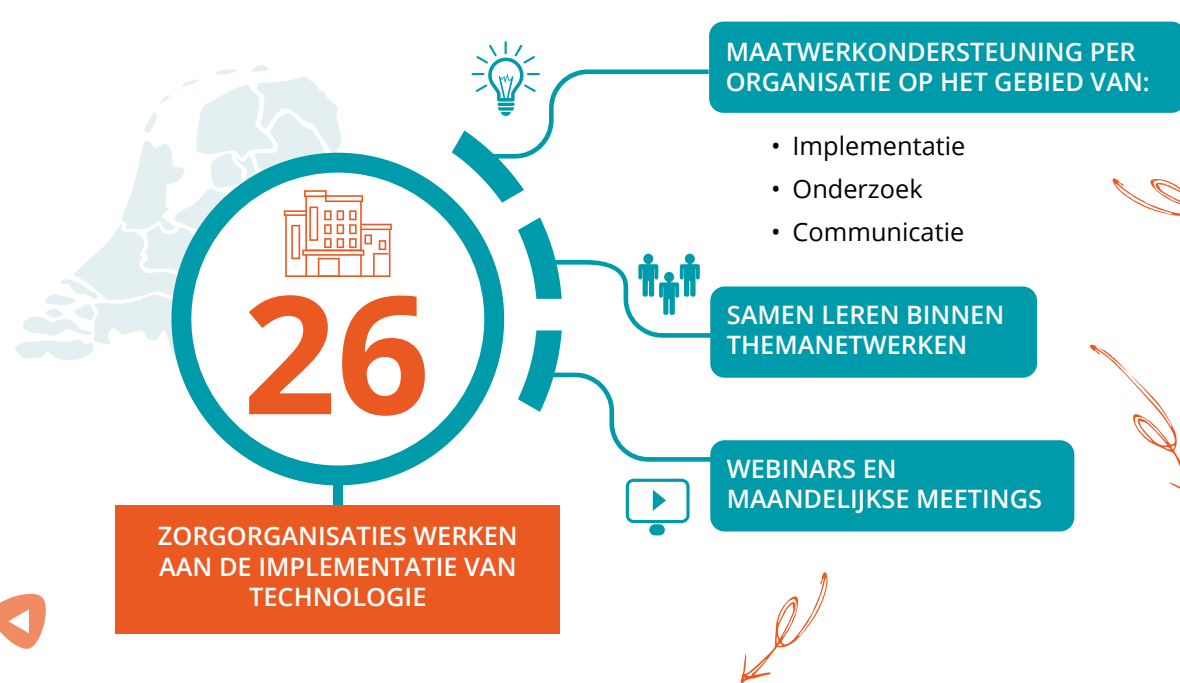 MAATWERKONDERSTEUNING PER
ORGANISATIE OP HET GEBIED VAN:
• Implementatie
• Onderzoek
• Communicatie
26
SAMEN LEREN BINNEN
THEMANETWERKEN
WEBINARS EN
MAANDELIJKSE MEETINGS
ZORGORGANISATIES WERKEN
AAN DE IMPLEMENTATIE VAN
TECHNOLOGIE